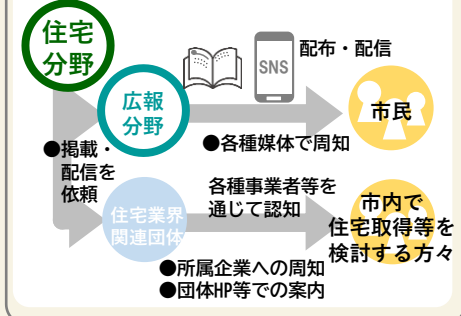 住宅
分野
SNS
配布・配信
広報
分野
市民
●各種媒体で周知
●掲載・
配信を
依頼
住宅業界
関連団体
各種事業者等を
通じて認知
市内で
住宅取得等を
検討する方々
●所属企業への周知
●団体HP等での案内